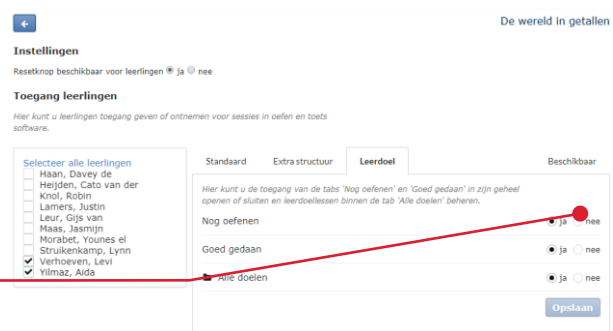 De wereld in getallen
Instellingen
Resetknop beschikbaar voor leerlingen ja nee
Toegang leerlingen
Hier kunt u leerlingen toegang geven of ontnemen voor sessies in oefen en toets
software.
Selecteer alle leerlingen
Haan, Davey de
Heijden, Cato van der
Knol, Robin
Lamers, Justin
Leur, Gijs van
Maas, Jasmijn
Morabet, Younes el
Struikenkamp, Lynn
Verhoeven, Levi
Yilmaz, Aida
Standaard Extra structuur Leerdoel Beschikbaar
Hier kunt u de toegang van de tabs 'Nog oefenen' en 'Goed gedaan' in zijn geheel
openen of sluiten en leerdoellessen binnen de tab 'Alle doelen' beheren.
Nog oefenen ja nee
Goed gedaan ja nee
Alle doelen ja nee
Opslaan